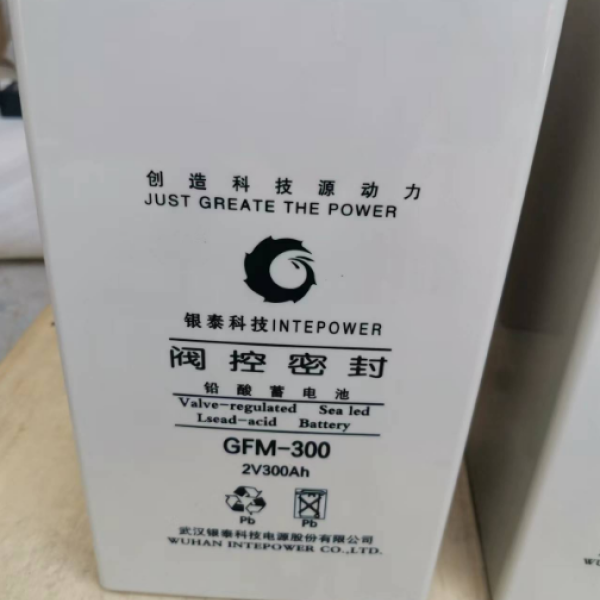 创造科技源动力
JUST GREATE THE POWER
银泰科技INTEPOWER
阀控密封
铅酸蓄电池
Valve-regulated Sea led
Lsead-acid Battery
GFM-300
2V300Ah
Pb Pb
武汉银泰科技电源股份有限公司
WUHAN INTEPOWER CO.,LTD.